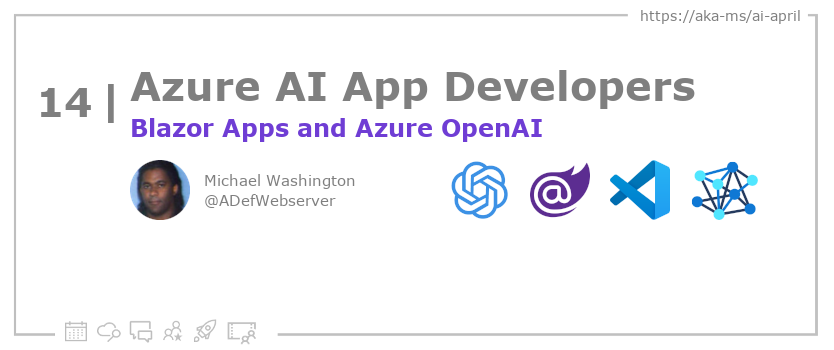 https://aka-ms/ai-april
14 | Azure AI App Developers
Blazor Apps and Azure OpenAI
Michael Washington
@ADefWebserver